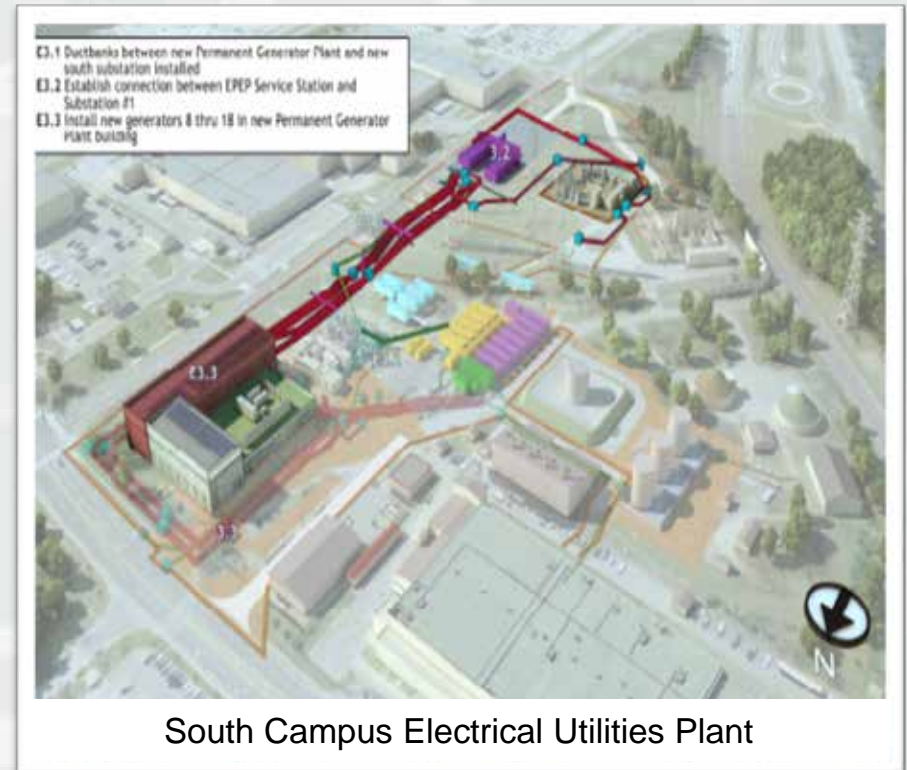 E3.1 Ductbanks between new Permanent Generator Plant and new
south substation installed
E3.2 Establish connection between EPEP Service Station and
Substation #1
E3.3 Install new generators 8 thru 18 in new Permanent Generator
Plant building
3.2
E3.3
3.3
N
South Campus Electrical Utilities Plant